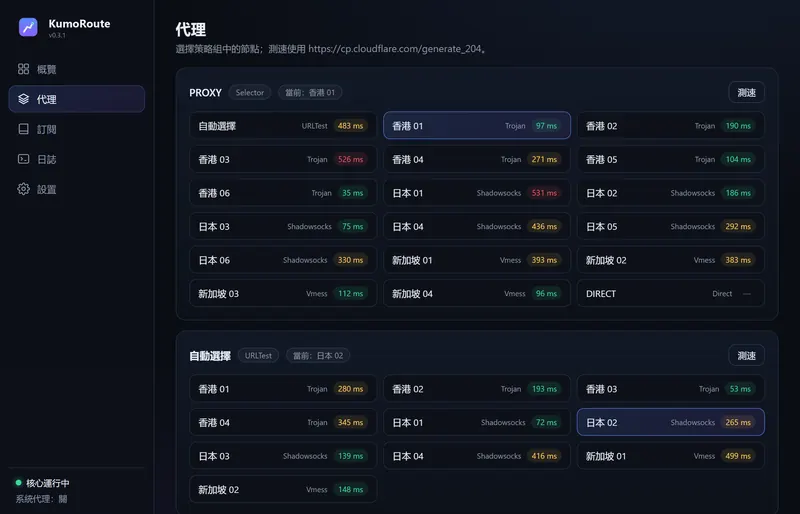 KumoRoute
v0.3.1
概覽
代理
訂閱
日誌
設置
核心運行中
系統代理：關
代理
選擇策略組中的節點；測速使用 https://cp.cloudflare.com/generate_204。
PROXY Selector 當前：香港 01 測速
自動選擇 URLTest 483 ms
香港 01 Trojan 97 ms
香港 02 Trojan 190 ms
香港 03 Trojan 526 ms
香港 04 Trojan 271 ms
香港 05 Trojan 104 ms
香港 06 Trojan 35 ms
日本 01 Shadowsocks 531 ms
日本 02 Shadowsocks 186 ms
日本 03 Shadowsocks 75 ms
日本 04 Shadowsocks 436 ms
日本 05 Shadowsocks 292 ms
日本 06 Shadowsocks 330 ms
新加坡 01 Vmess 393 ms
新加坡 02 Vmess 383 ms
新加坡 03 Vmess 112 ms
新加坡 04 Vmess 96 ms
DIRECT Direct —
自動選擇 URLTest 當前：日本 02 測速
香港 01 Trojan 280 ms
香港 02 Trojan 193 ms
香港 03 Trojan 53 ms
香港 04 Trojan 345 ms
日本 01 Shadowsocks 72 ms
日本 02 Shadowsocks 265 ms
日本 03 Shadowsocks 139 ms
日本 04 Shadowsocks 416 ms
新加坡 01 Vmess 499 ms
新加坡 02 Vmess 148 ms